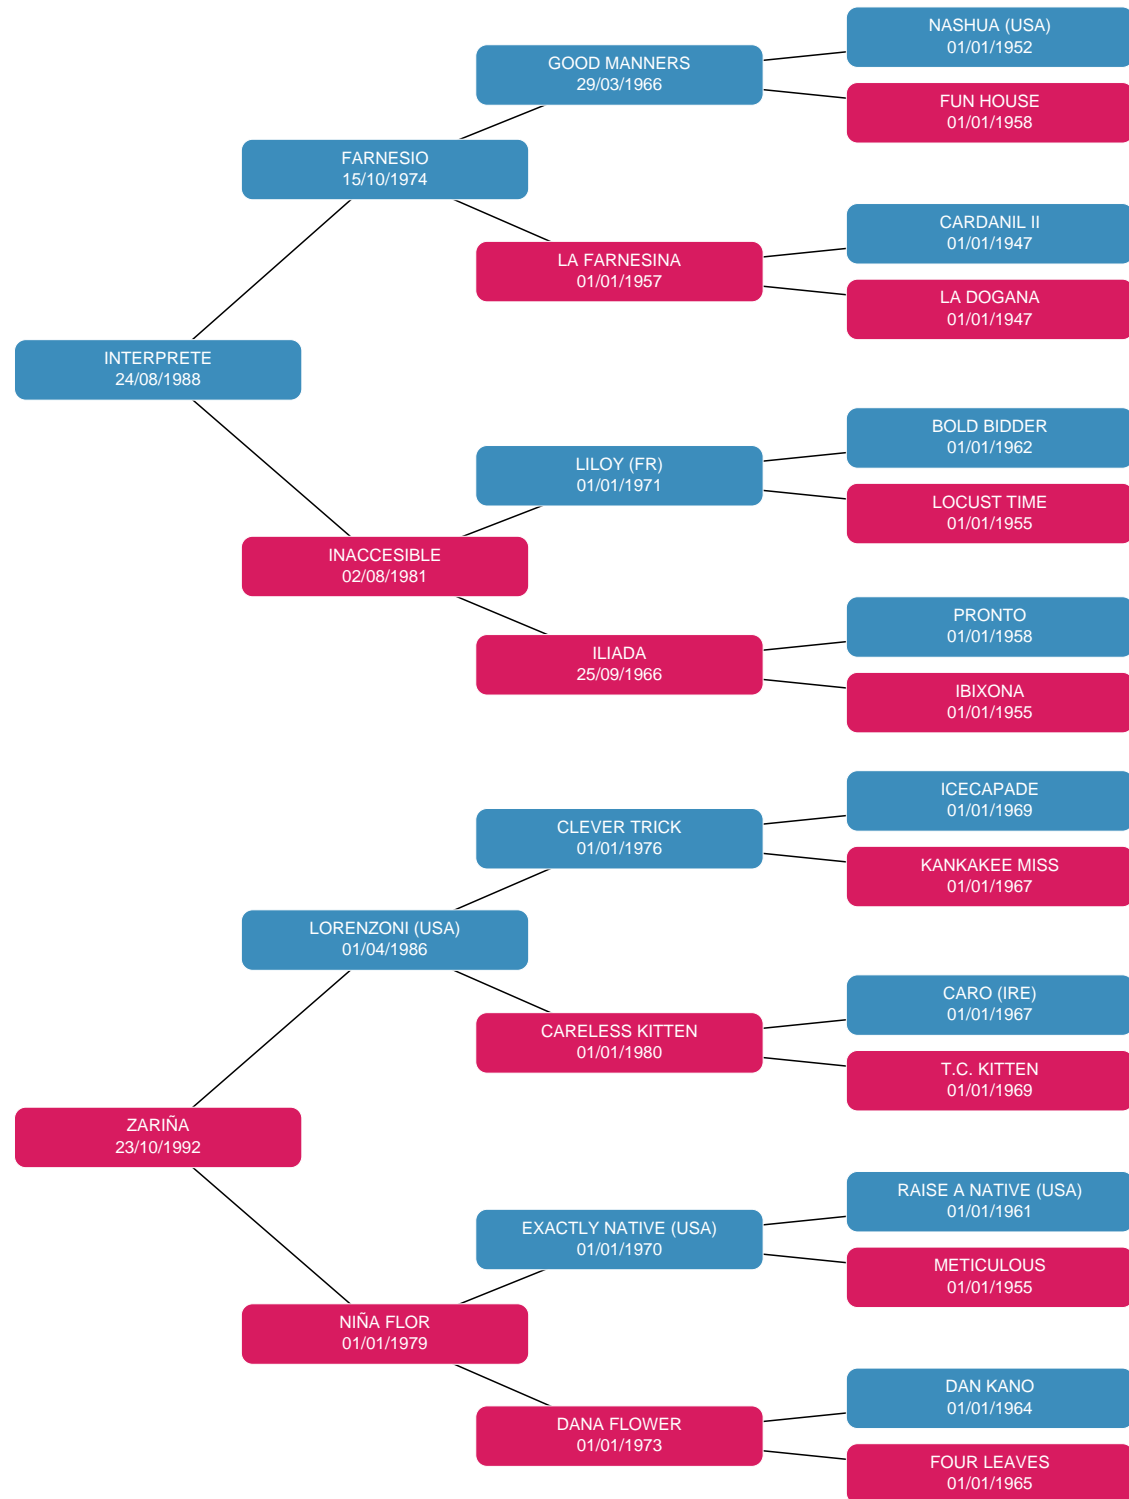 NASHUA (USA)
01/01/1952
GOOD MANNERS
29/03/1966
FUN HOUSE
01/01/1958
FARNESIO
15/10/1974
CARDANIL II
01/01/1947
LA FARNESINA
01/01/1957
LA DOGANA
01/01/1947
INTERPRETE
24/08/1988
BOLD BIDDER
01/01/1962
LILOY (FR)
01/01/1971
LOCUST TIME
01/01/1955
INACCESIBLE
02/08/1981
PRONTO
01/01/1958
ILIADA
25/09/1966
IBIXONA
01/01/1955
ICECAPADE
01/01/1969
CLEVER TRICK
01/01/1976
KANKAKEE MISS
01/01/1967
LORENZONI (USA)
01/04/1986
CARO (IRE)
01/01/1967
CARELESS KITTEN
01/01/1980
T.C. KITTEN
01/01/1969
ZARIÑA
23/10/1992
RAISE A NATIVE (USA)
01/01/1961
EXACTLY NATIVE (USA)
01/01/1970
METICULOUS
01/01/1955
NIÑA FLOR
01/01/1979
DAN KANO
01/01/1964
DANA FLOWER
01/01/1973
FOUR LEAVES
01/01/1965